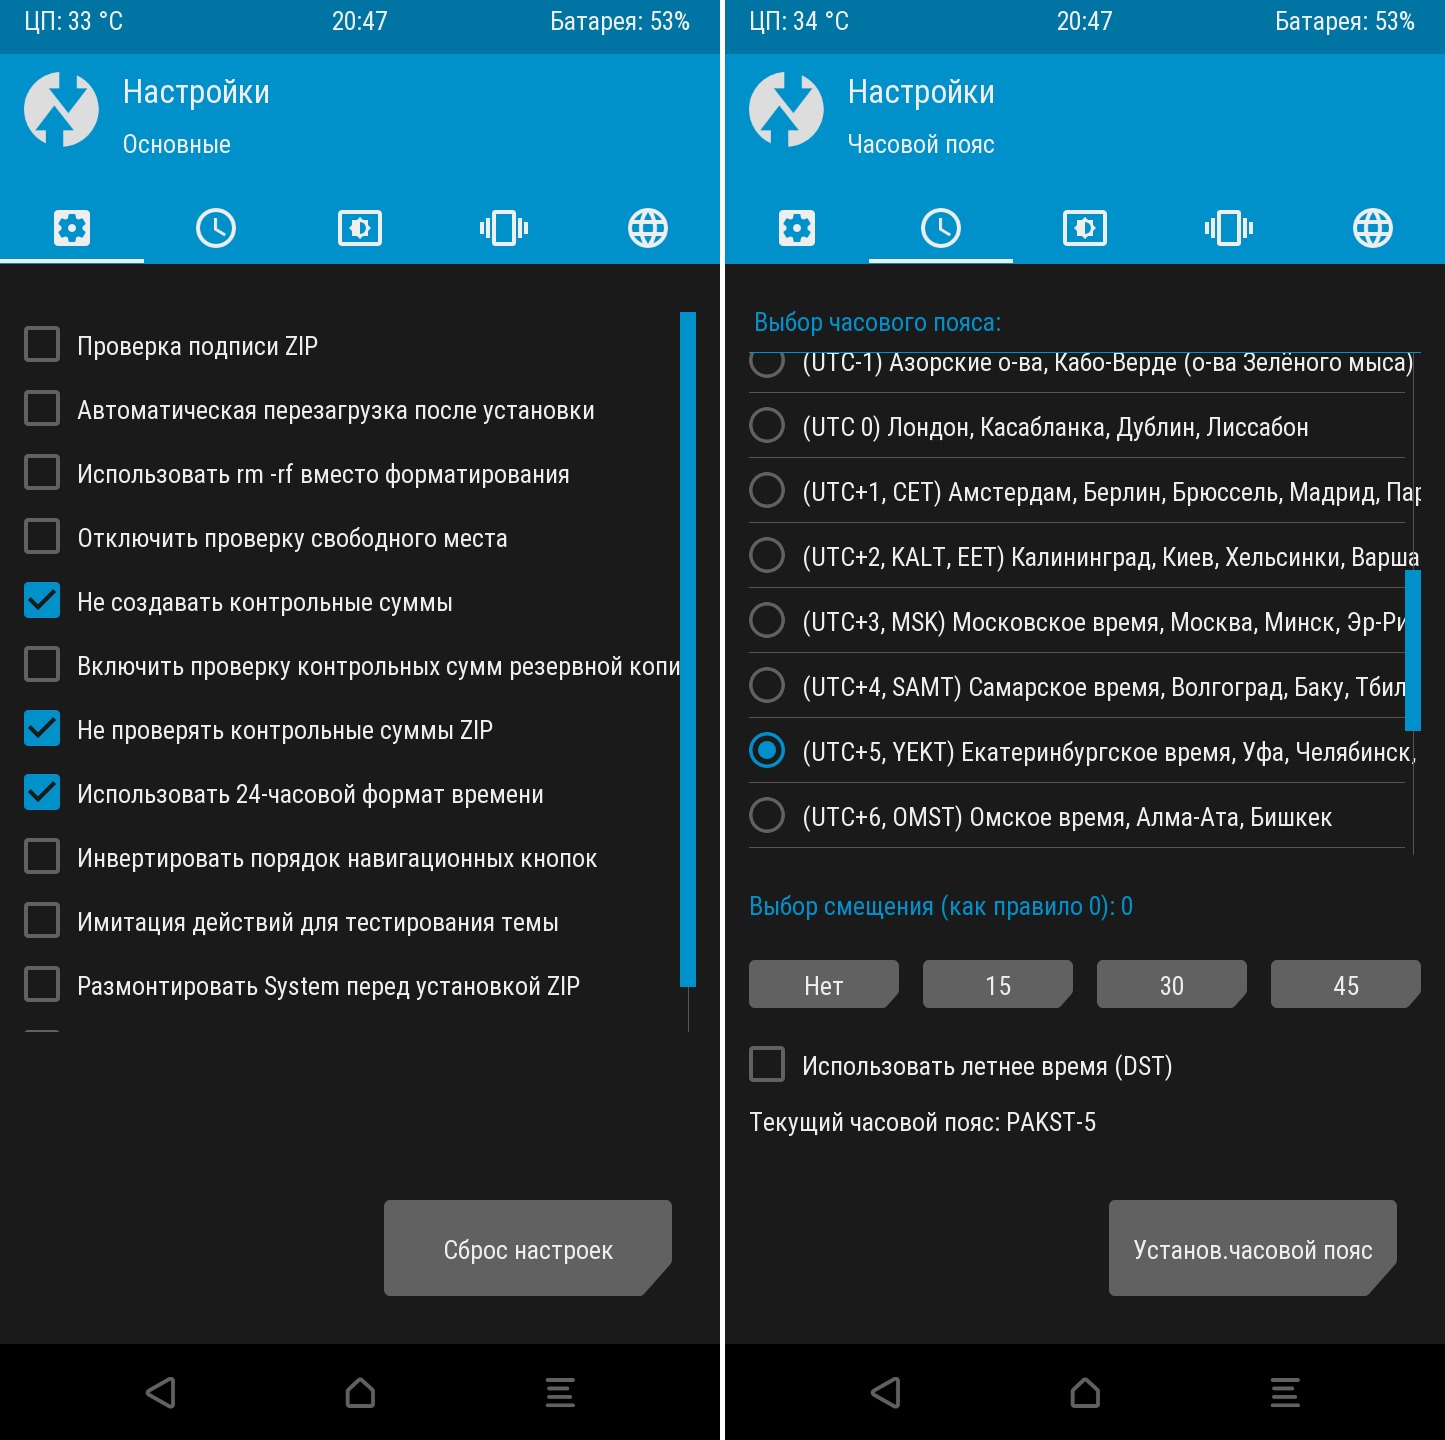 ЦП: 33 °C
20:47
Батарея: 53%
Настройки
Основные
Проверка подписи ZIP
Автоматическая перезагрузка после установки
Использовать rm -rf вместо форматирования
Отключить проверку свободного места
Не создавать контрольные суммы
Включить проверку контрольных сумм резервной копи
Не проверять контрольные суммы ZIP
Использовать 24-часовой формат времени
Инвертировать порядок навигационных кнопок
Имитация действий для тестирования темы
Размонтировать System перед установкой ZIP
Сброс настроек
ЦП: 34 °C
20:47
Батарея: 53%
Настройки
Часовой пояс
Выбор часового пояса:
(UTC-1) Азорские о-ва, Кабо-Верде (о-ва Зелёного мыса)
(UTC 0) Лондон, Касабланка, Дублин, Лиссабон
(UTC+1, CET) Амстердам, Берлин, Брюссель, Мадрид, Пар
(UTC+2, KALT, EET) Калининград, Киев, Хельсинки, Варша
(UTC+3, MSK) Московское время, Москва, Минск, Эр-Ри
(UTC+4, SAMT) Самарское время, Волгоград, Баку, Тбил
(UTC+5, YEKT) Екатеринбургское время, Уфа, Челябинск,
(UTC+6, OMST) Омское время, Алма-Ата, Бишкек
Выбор смещения (как правило 0): 0
Нет
15
30
45
Использовать летнее время (DST)
Текущий часовой пояс: PAKST-5
Установ.часовой пояс